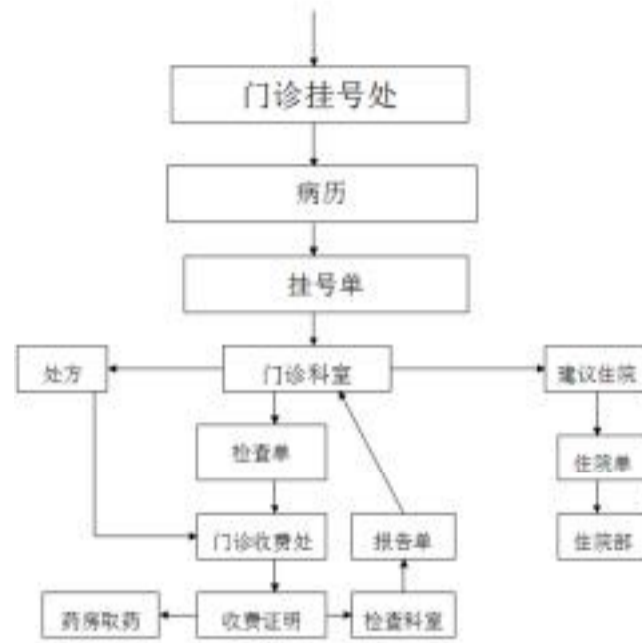 门诊挂号处
病历
挂号单
处方
门诊科室
建议住院
检查单
住院单
门诊收费处
报告单
住院部
药房取药
收费证明
检查科室